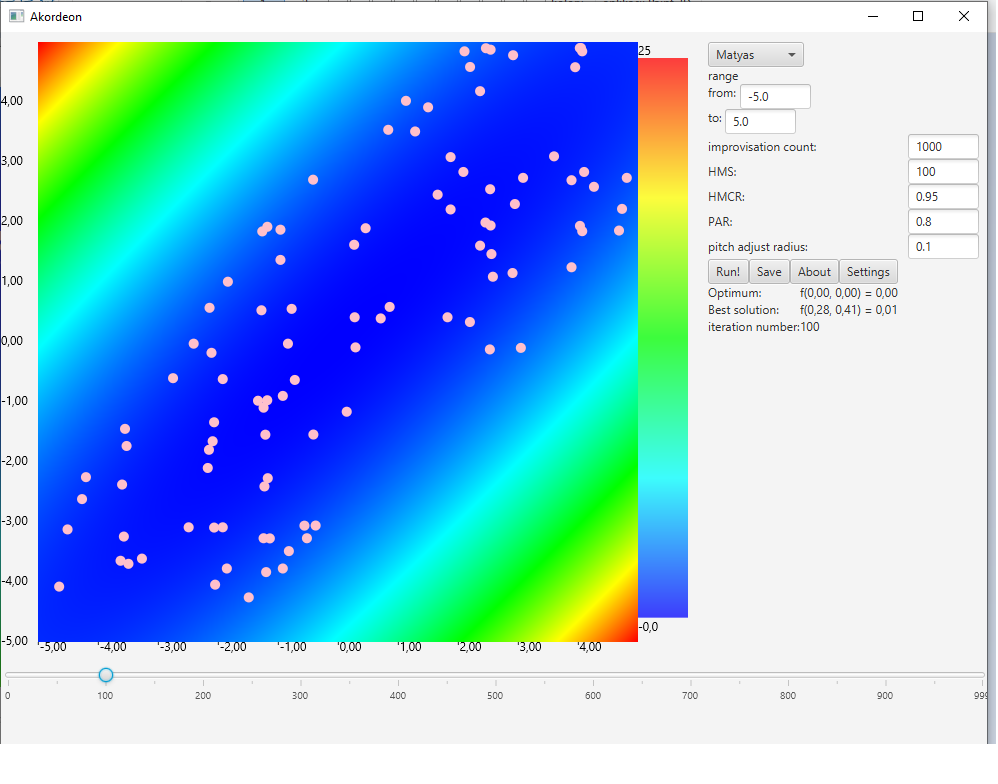 Akordeon
25
Matyas
range
from: -5.0
to: 5.0
improvisation count: 1000
HMS: 100
HMCR: 0.95
PAR: 0.8
pitch adjust radius: 0.1
Run! Save About Settings
Optimum: f(0,00, 0,00) = 0,00
Best solution: f(0,28, 0,41) = 0,01
iteration number:100
4,00
3,00
2,00
1,00
0,00
-1,00
-2,00
-3,00
-4,00
-5,00
-0,0
'-5,00 '-4,00 '-3,00 '-2,00 '-1,00 '0,00 '1,00 '2,00 '3,00 '4,00
0 100 200 300 400 500 600 700 800 900 999